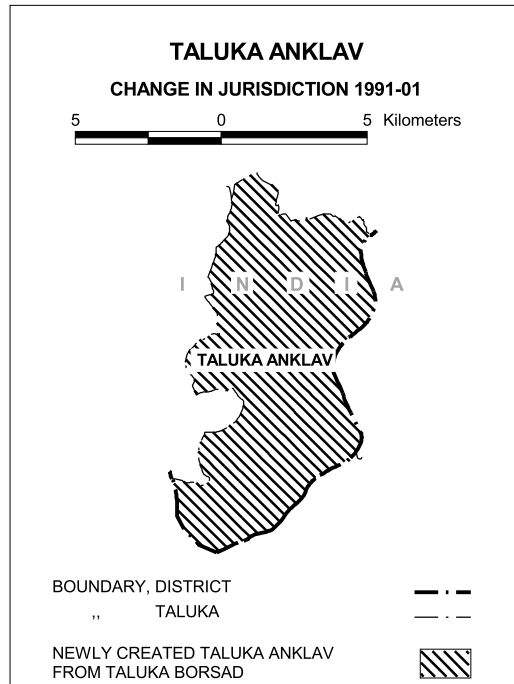 TALUKA ANKLAV
CHANGE IN JURISDICTION 1991-01
5 0 5 Kilometers
I N D I A
TALUKA ANKLAV
BOUNDARY, DISTRICT
,, TALUKA
NEWLY CREATED TALUKA ANKLAV
FROM TALUKA BORSAD